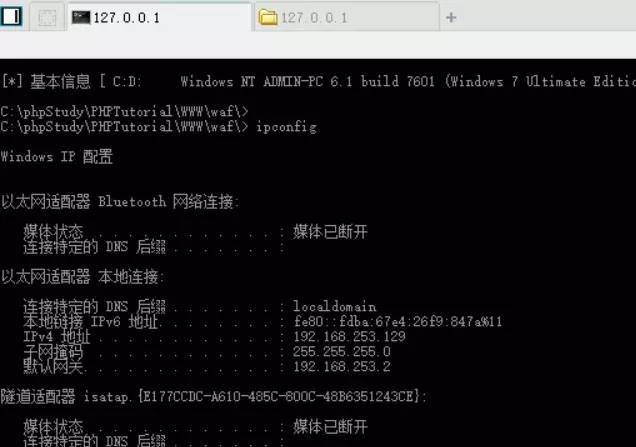 127.0.0.1 127.0.0.1
[*] 基本信息 [ C:D: Windows NT ADMIN-PC 6.1 build 7601 (Windows 7 Ultimate Editio
C:\phpStudy\PHPTutorial\WWW\waf\>
C:\phpStudy\PHPTutorial\WWW\waf\> ipconfig
Windows IP 配置
以太网适配器 Bluetooth 网络连接:
媒体状态 . . . . . . . . . . . . : 媒体已断开
连接特定的 DNS 后缀 . . . . . . . :
以太网适配器 本地连接:
连接特定的 DNS 后缀 . . . . . . . : localdomain
本地链接 IPv6 地址. . . . . . . . : fe80::fdba:67e4:26f9:847a%11
IPv4 地址 . . . . . . . . . . . . : 192.168.253.129
子网掩码 . . . . . . . . . . . . : 255.255.255.0
默认网关. . . . . . . . . . . . . : 192.168.253.2
隧道适配器 isatap.{E177CCDC-A610-485C-800C-48B6351243CE}:
媒体状态 . . . . . . . . . . . . : 媒体已断开
连接特定的 DNS 后缀 . . . . . . . :